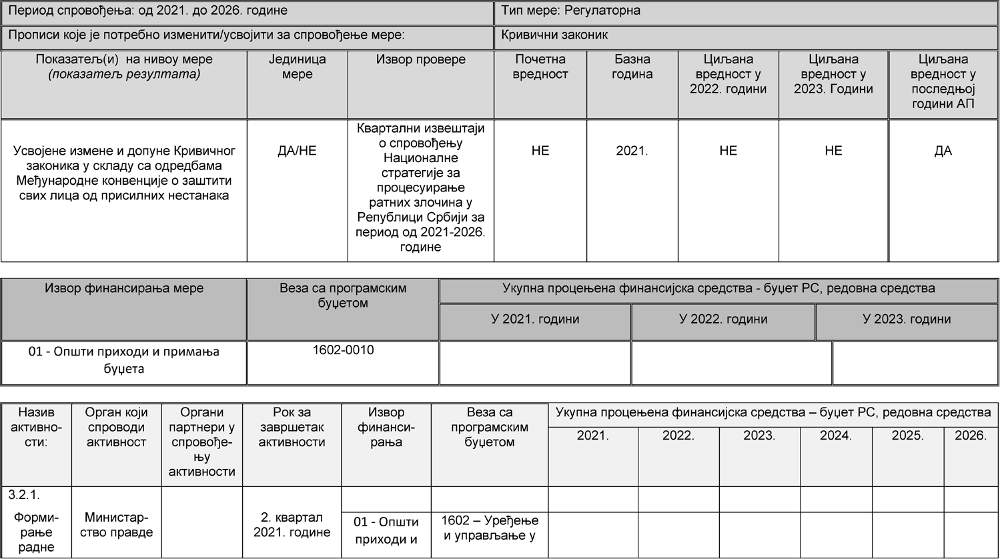 Период спровођења: од 2021. до 2026. године
Тип мере: Регулаторна
Прописи које је потребно изменити/усвојити за спровођење мере:
Кривични законик
Показатељ(и) на нивоу мере
(показатељ резултата)
Јединица
мере
Извор провере
Почетна
вредност
Базна
година
Циљана
вредност у
2022. години
Циљана
вредност у
2023. Години
Циљана
вредност у
последњој
години АП
Усвојене измене и допуне Кривичног
законика у складу са одредбама
Међународне конвенције о заштити
свих лица од присилних нестанака
ДА/НЕ
Квартални извештаји
о спровођењу
Националне
стратегије за
процесуирање
ратних злочина у
Републици Србији за
период од 2021-2026.
године
НЕ
2021.
НЕ
НЕ
ДА
Извор финансирања мере
Веза са програмским
буџетом
Укупна процењена финансијска средства - буџет РС, редовна средства
У 2021. години
У 2022. години
У 2023. години
01 - Општи приходи и примања
буџета
1602-0010
Назив
активно-
сти:
Орган који
спроводи
активност
Органи
партнери у
спровође-
њу
активности
Рок за
завршетак
активности
Извор
финанси-
рања
Веза са
програмским
буџетом
Укупна процењена финансијска средства – буџет РС, редовна средства
2021.
2022.
2023.
2024.
2025.
2026.
3.2.1.
Форми-
рање
радне
Министар-
ство правде
2. квартал
2021. године
01 - Општи
приходи и
1602 – Уређење
и управљање у